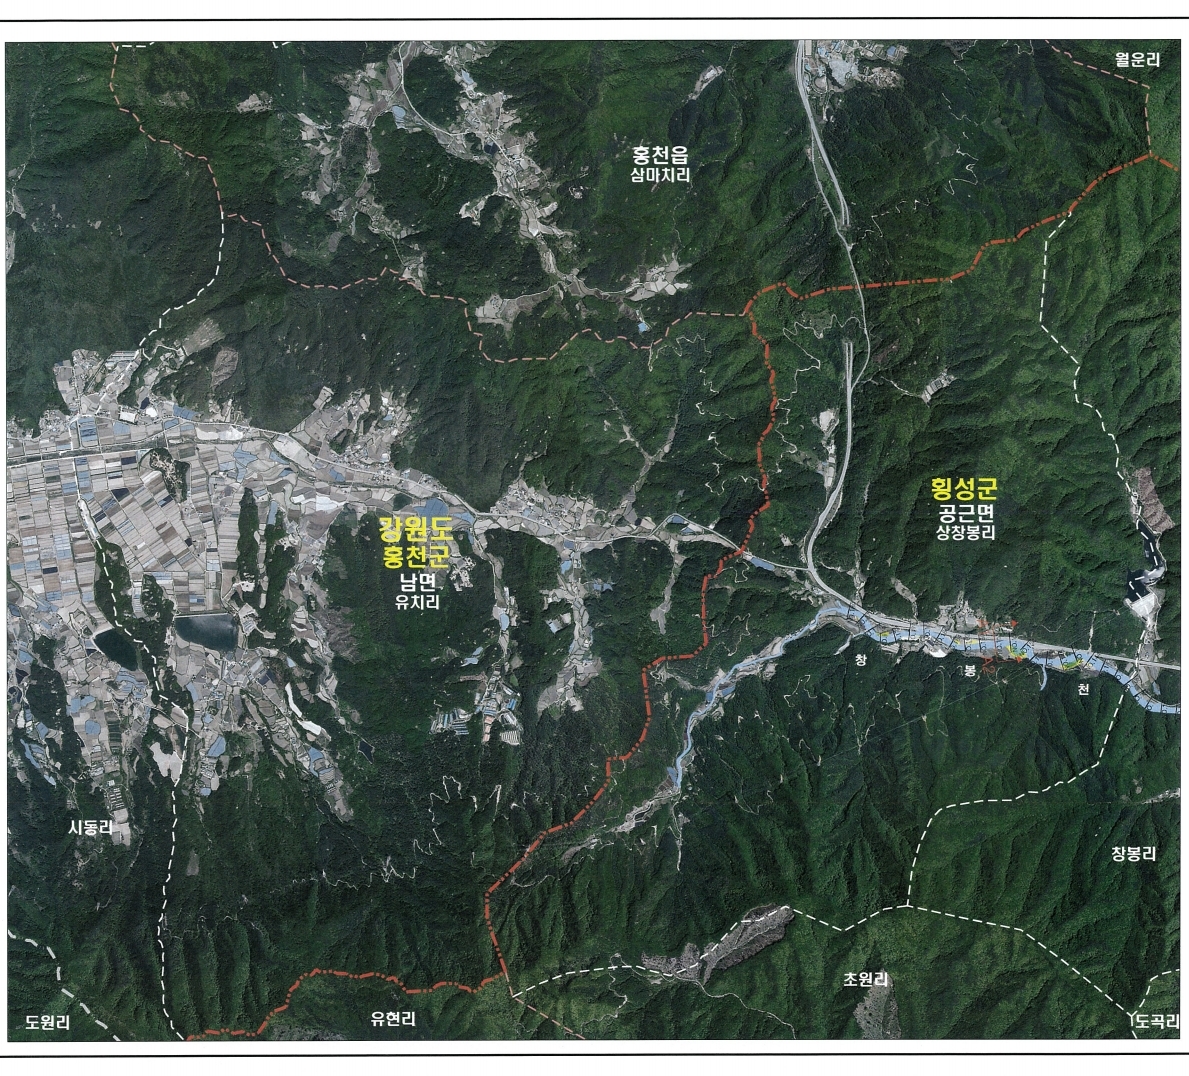 월운리
홍천읍
삼마치리
횡성군
공근면
상창봉리
강원도
홍천군
남면
유치리
창
봉
천
시동리
창봉리
초원리
유현리
도원리
도곡리